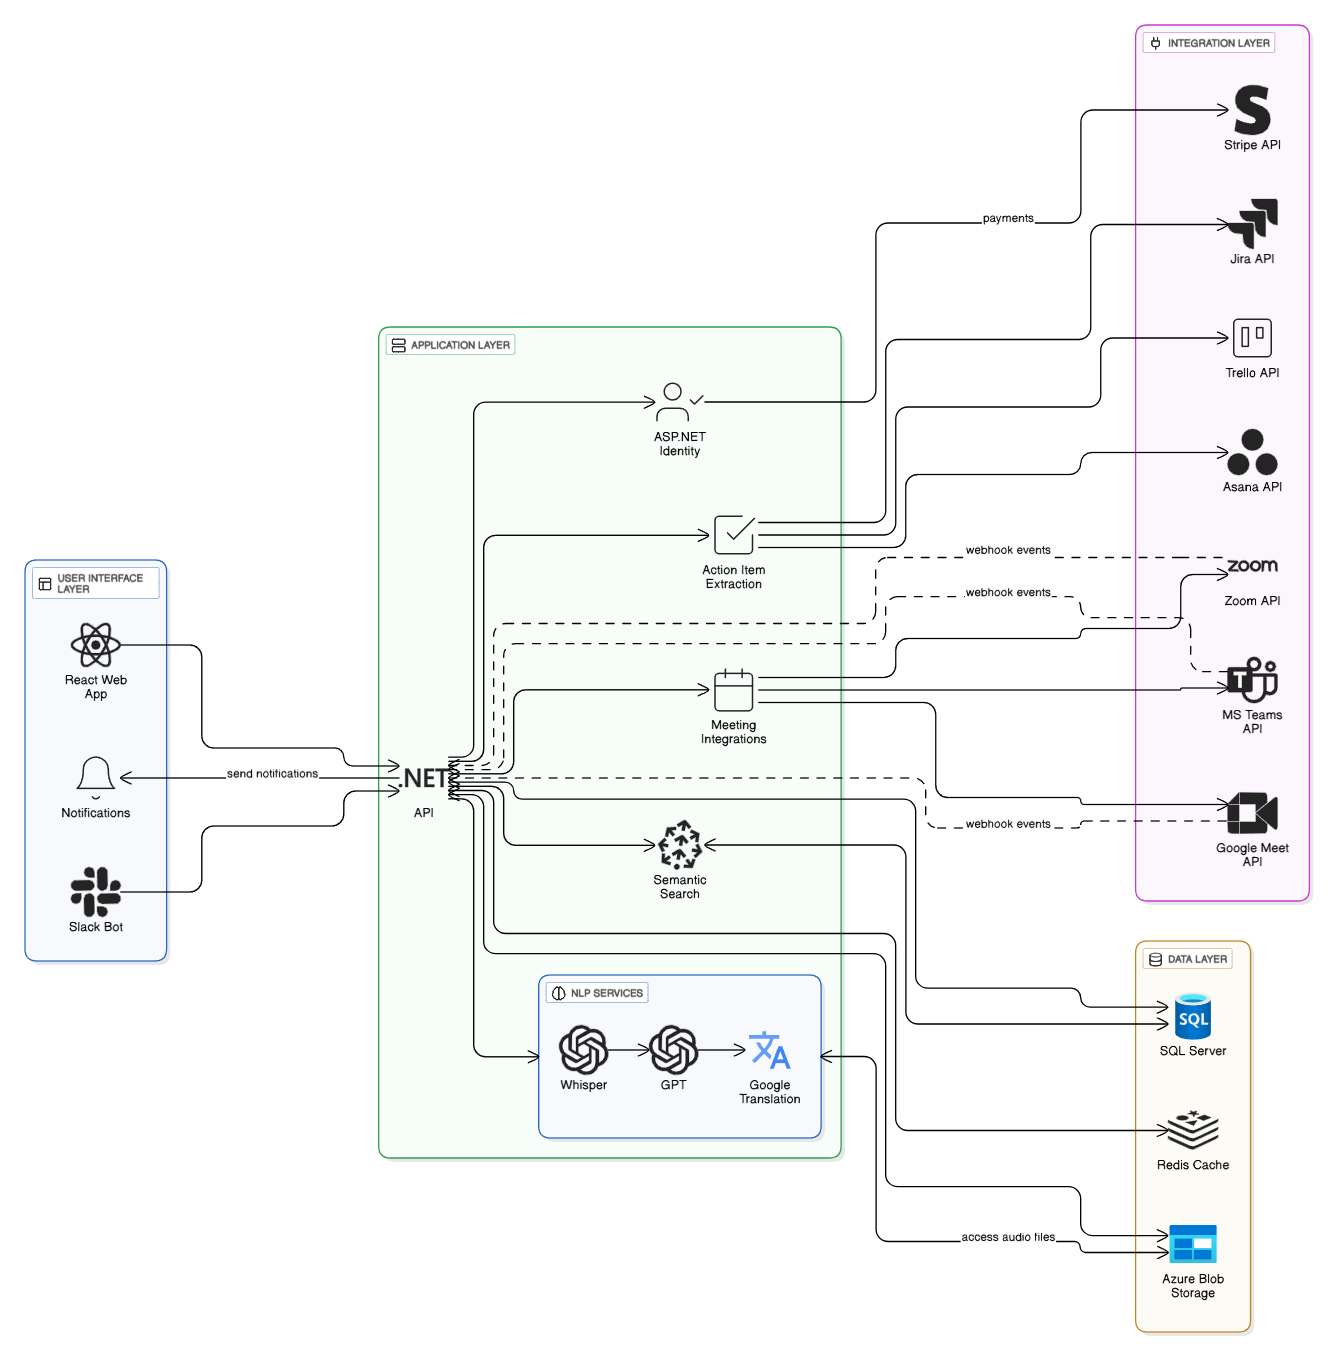 INTEGRATION LAYER
Stripe API
payments
Jira API
APPLICATION LAYER
Trello API
ASP.NET
Identity
Asana API
webhook events
Action Item
Extraction
zoom
Zoom API
webhook events
USER INTERFACE
LAYER
React Web
App
T
MS Teams
API
Meeting
Integrations
send notifications
.NET
API
Notifications
webhook events
Google Meet
API
Semantic
Search
Slack Bot
DATA LAYER
NLP SERVICES
SQL
SQL Server
Whisper
GPT
Google
Translation
Redis Cache
access audio files
Azure Blob
Storage